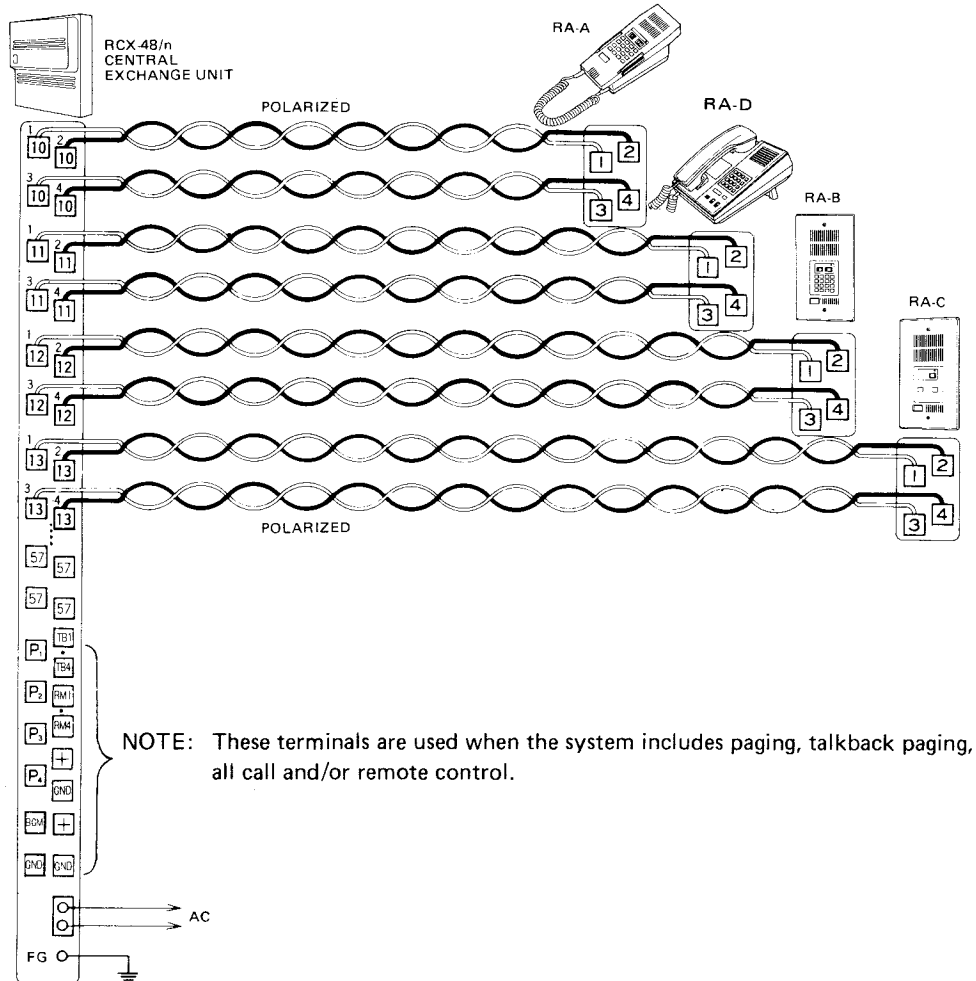 RCX-48/n
CENTRAL
EXCHANGE UNIT
RA-A
POLARIZED
RA-D
RA-B
RA-C
1 2
10 10
1 2
3 4
10 10
3 4
1 2
11 11
1 2
3 4
11 11
3 4
1 2
12 12
1 2
3 4
12 12
3 4
1 2
13 13
1 2
3 4
13 13
3 4
POLARIZED
57 57
57 57
P1 TB1
TB4
P2 RM1
P3 RM4
+
P4 GND
BGM +
GND GND
NOTE: These terminals are used when the system includes paging, talkback paging,
all call and/or remote control.
AC
FG